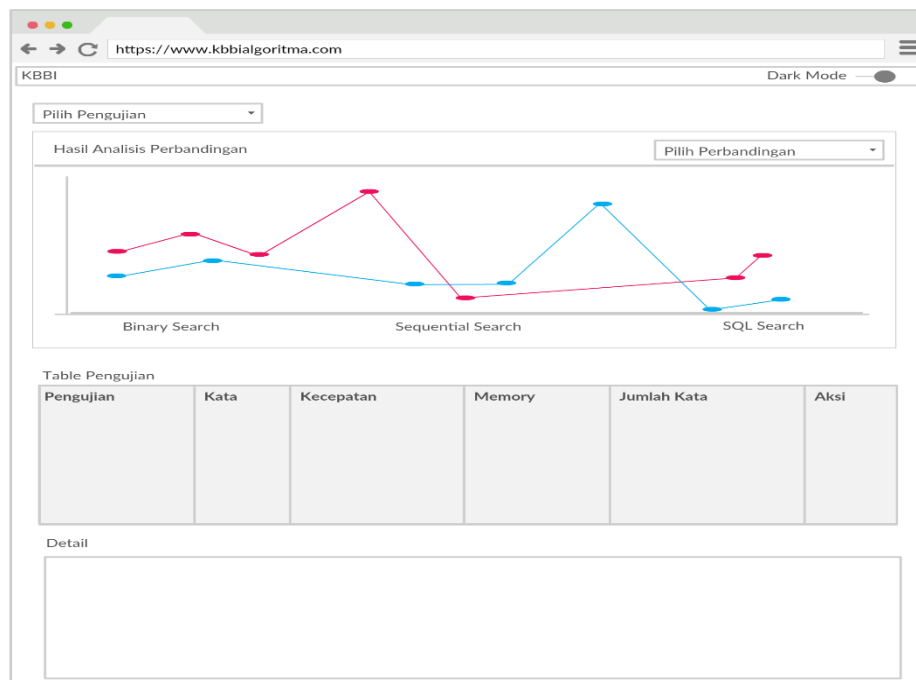 https://www.kbbialgoritma.com
KBBI Dark Mode
Pilih Pengujian
Hasil Analisis Perbandingan Pilih Perbandingan
Binary Search Sequential Search SQL Search
Table Pengujian
Pengujian Kata Kecepatan Memory Jumlah Kata Aksi
Detail